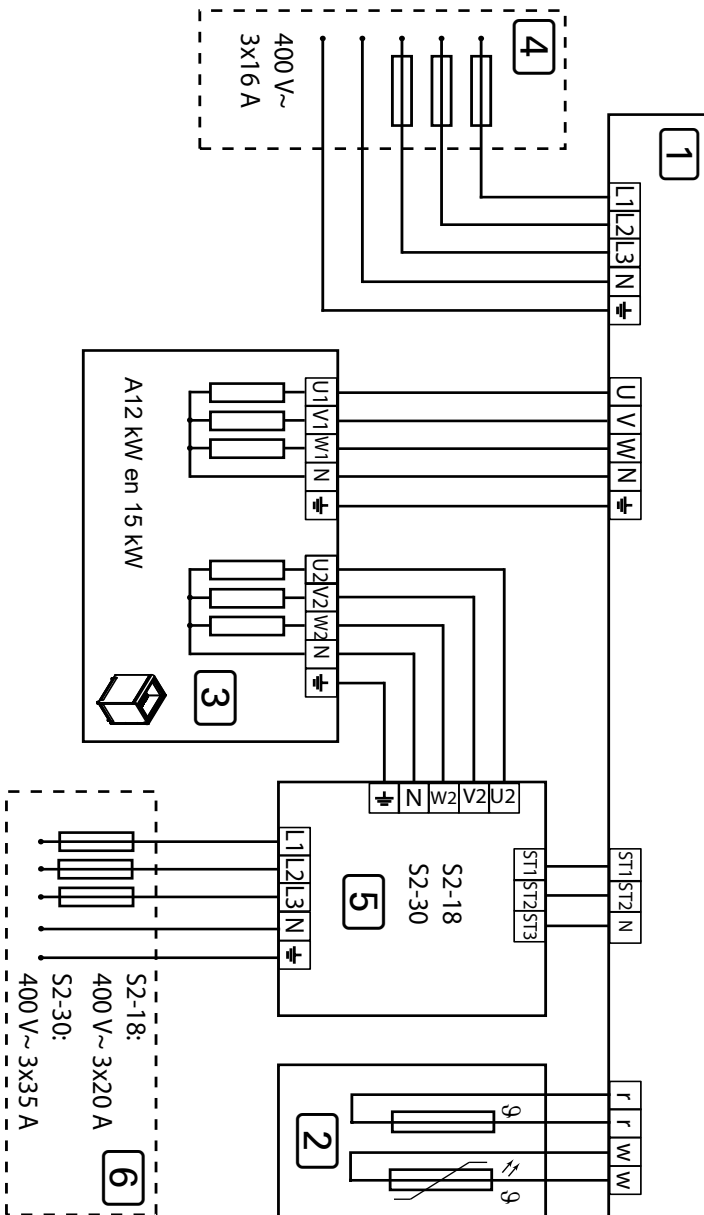 4
400 V~
3x16 A
1
L1 L2 L3 N
U V W N
U1 V1 W1 N
A12 kW en 15 kW
U2 V2 W2 N
3
N W2 V2 U2
ST1 ST2 ST3
ST1 ST2 N
S2-18
S2-30
5
L1 L2 L3 N
S2-18:
400 V~ 3x20 A
S2-30:
400 V~ 3x35 A
6
r r w w
ϑ
ϑ
2